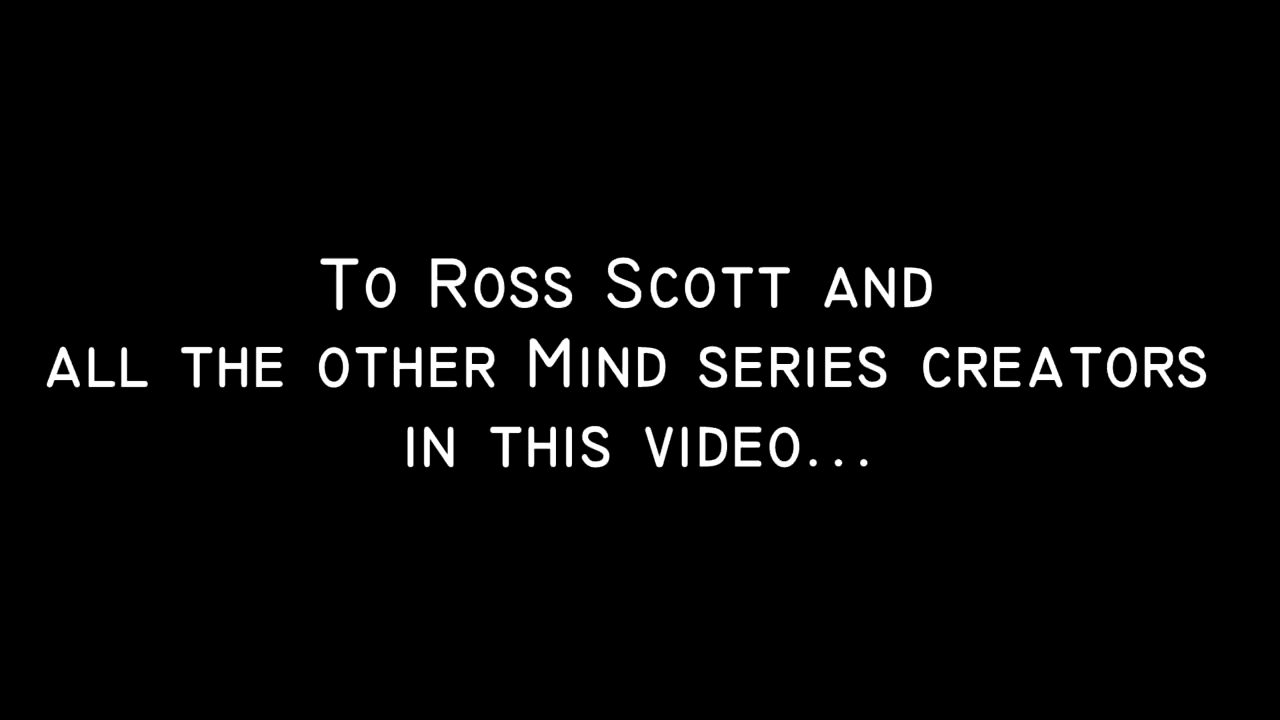 To Ross Scott and
all the other Mind series creators
in this video...